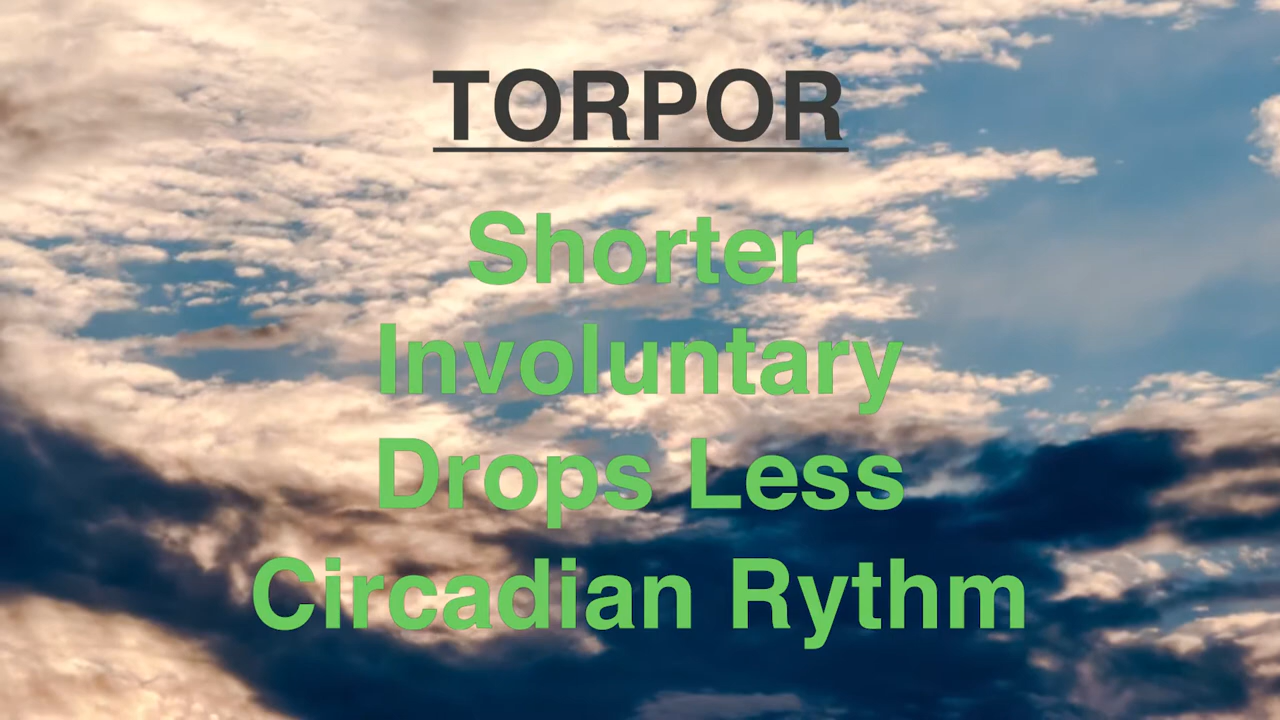 TORPOR
Shorter
Involuntary
Drops Less
Circadian Rythm